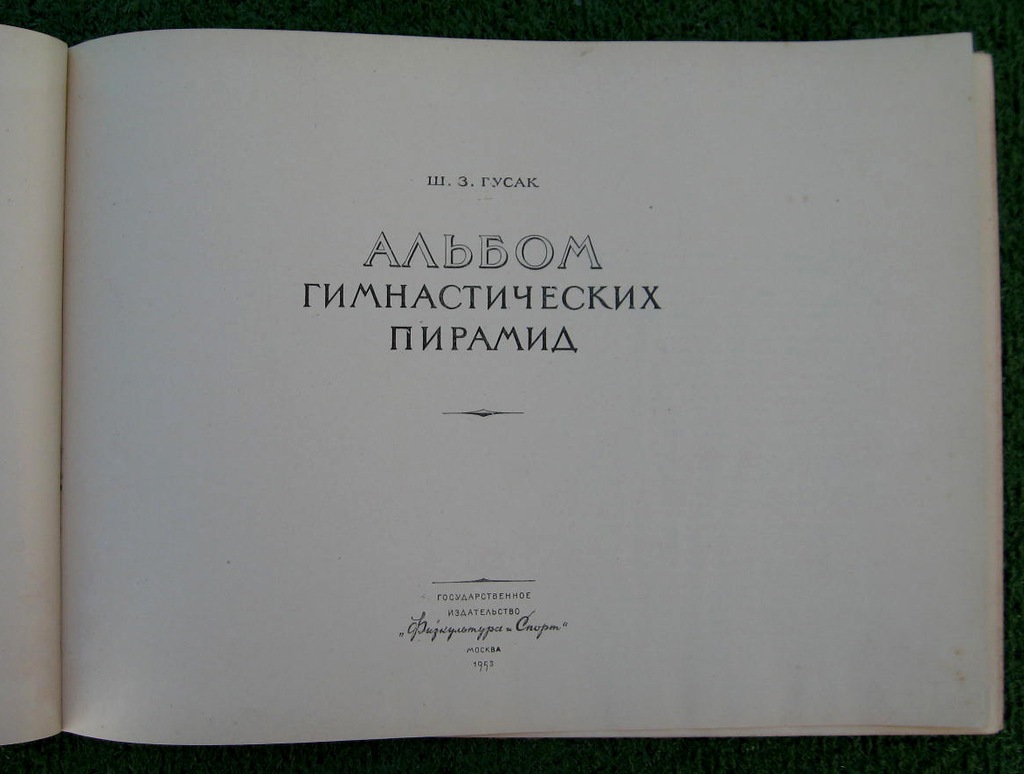 Ш. З. ГУСАК
АЛЬБОМ
ГИМНАСТИЧЕСКИХ
ПИРАМИД
ГОСУДАРСТВЕННОЕ
ИЗДАТЕЛЬСТВО
„Физкультура и Спорт“
МОСКВА
1953